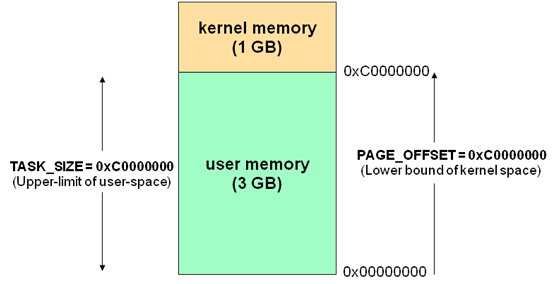 kernel memory
(1 GB)
0xC0000000
TASK_SIZE = 0xC0000000
(Upper-limit of user-space)
user memory
(3 GB)
PAGE_OFFSET = 0xC0000000
(Lower bound of kernel space)
0x00000000